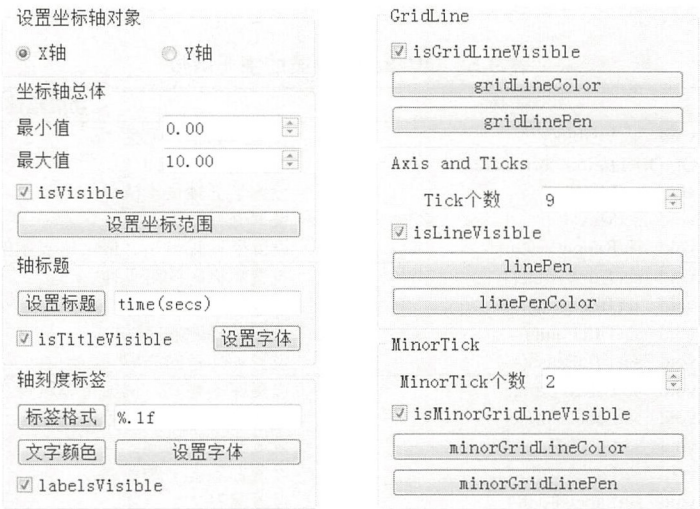 设置坐标轴对象
X轴
Y轴
坐标轴总体
最小值 0.00
最大值 10.00
isVisible
设置坐标范围
轴标题
设置标题 time(secs)
isTitleVisible 设置字体
轴刻度标签
标签格式 %.1f
文字颜色 设置字体
labelsVisible
GridLine
isGridLineVisible
gridLineColor
gridLinePen
Axis and Ticks
Tick个数 9
isLineVisible
linePen
linePenColor
MinorTick
MinorTick个数 2
isMinorGridLineVisible
minorGridLineColor
minorGridLinePen